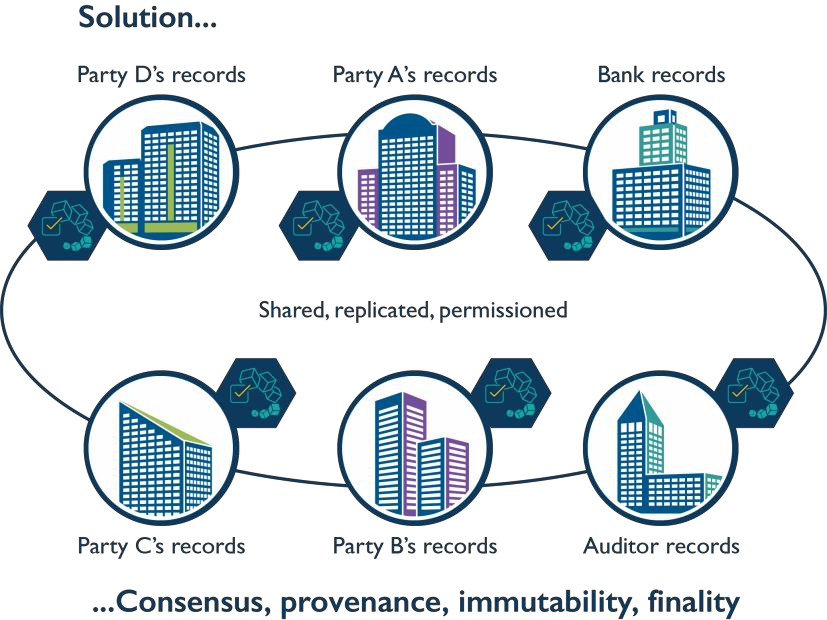 Solution...
Party D's records
Party A's records
Bank records
Shared, replicated, permissioned
Party C's records
Party B's records
Auditor records
...Consensus, provenance, immutability, finality